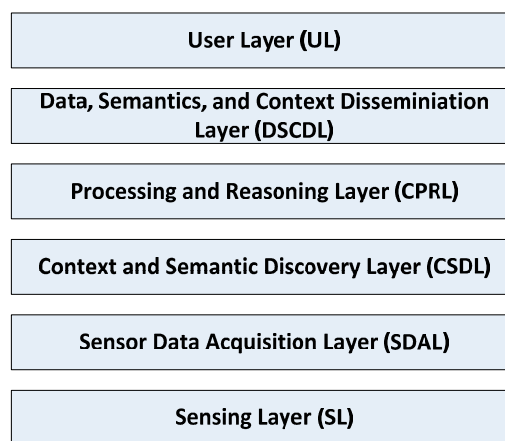 User Layer (UL)
Data, Semantics, and Context Disseminiation
Layer (DSCDL)
Processing and Reasoning Layer (CPRL)
Context and Semantic Discovery Layer (CSDL)
Sensor Data Acquisition Layer (SDAL)
Sensing Layer (SL)